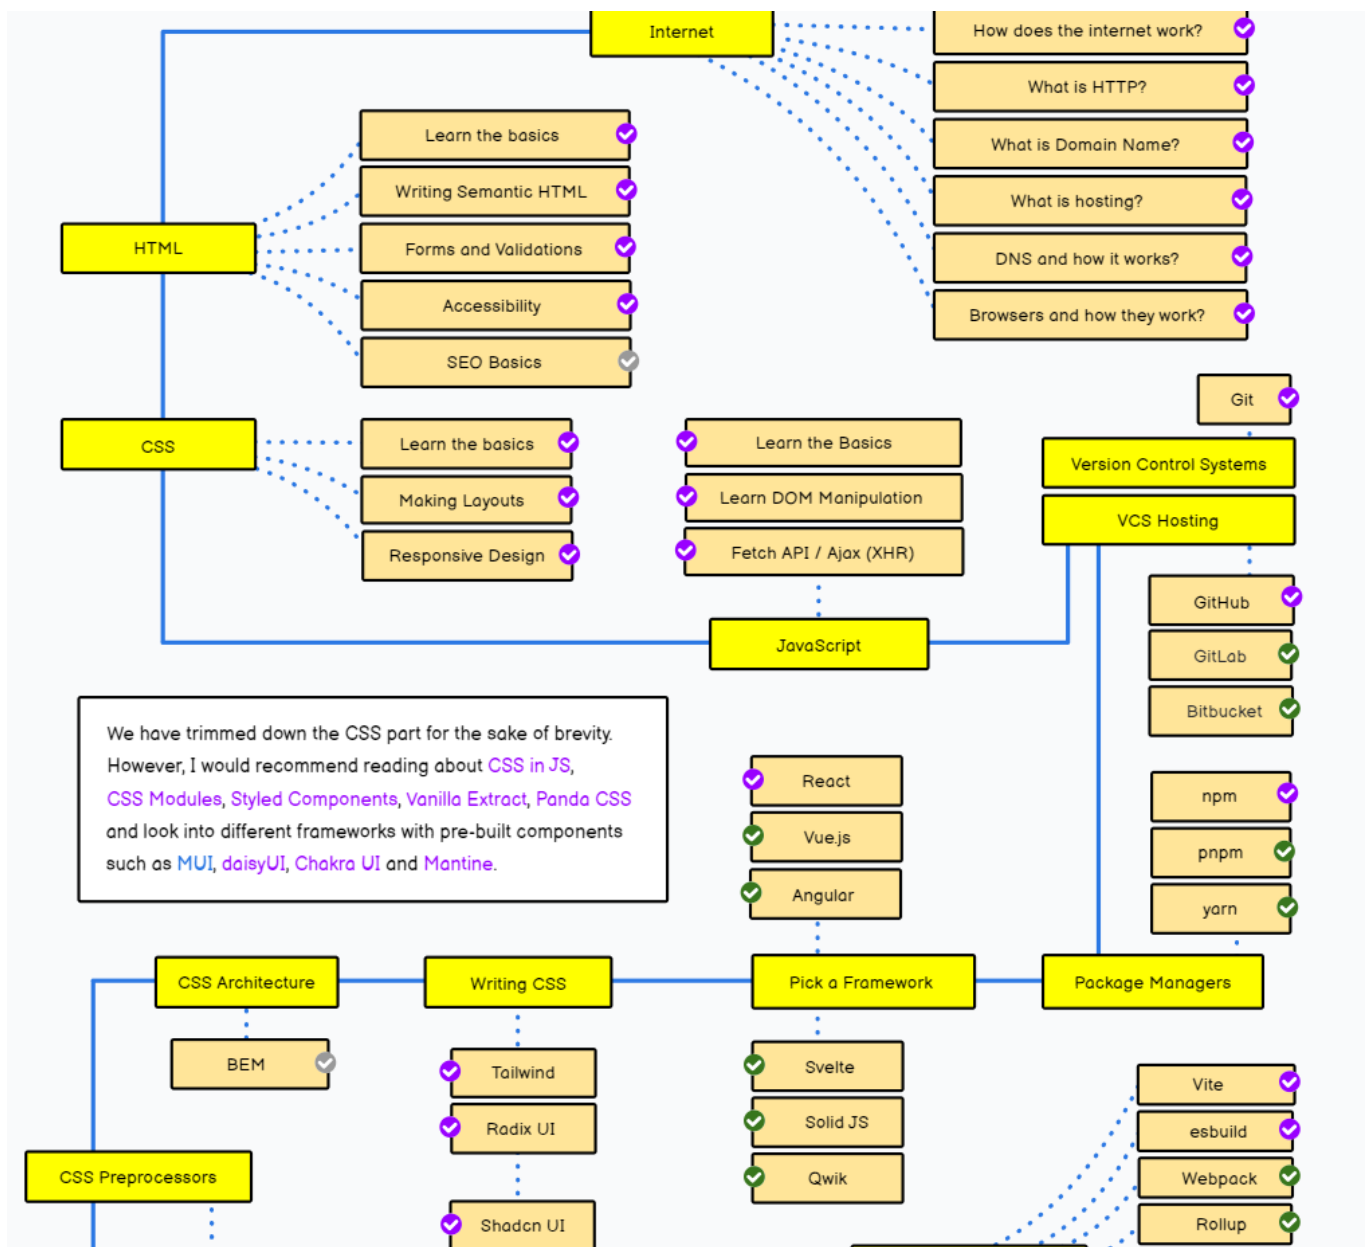 Internet
How does the internet work?
What is HTTP?
What is Domain Name?
What is hosting?
DNS and how it works?
Browsers and how they work?
HTML
Learn the basics
Writing Semantic HTML
Forms and Validations
Accessibility
SEO Basics
CSS
Learn the basics
Making Layouts
Responsive Design
Learn the Basics
Learn DOM Manipulation
Fetch API / Ajax (XHR)
JavaScript
Git
Version Control Systems
VCS Hosting
GitHub
GitLab
Bitbucket
We have trimmed down the CSS part for the sake of brevity.
However, I would recommend reading about CSS in JS,
CSS Modules, Styled Components, Vanilla Extract, Panda CSS
and look into different frameworks with pre-built components
such as MUI, daisyUI, Chakra UI and Mantine.
React
Vue.js
Angular
npm
pnpm
yarn
CSS Architecture
Writing CSS
Pick a Framework
Package Managers
BEM
Tailwind
Radix UI
Shadcn UI
Svelte
Solid JS
Qwik
Vite
esbuild
Webpack
Rollup
CSS Preprocessors